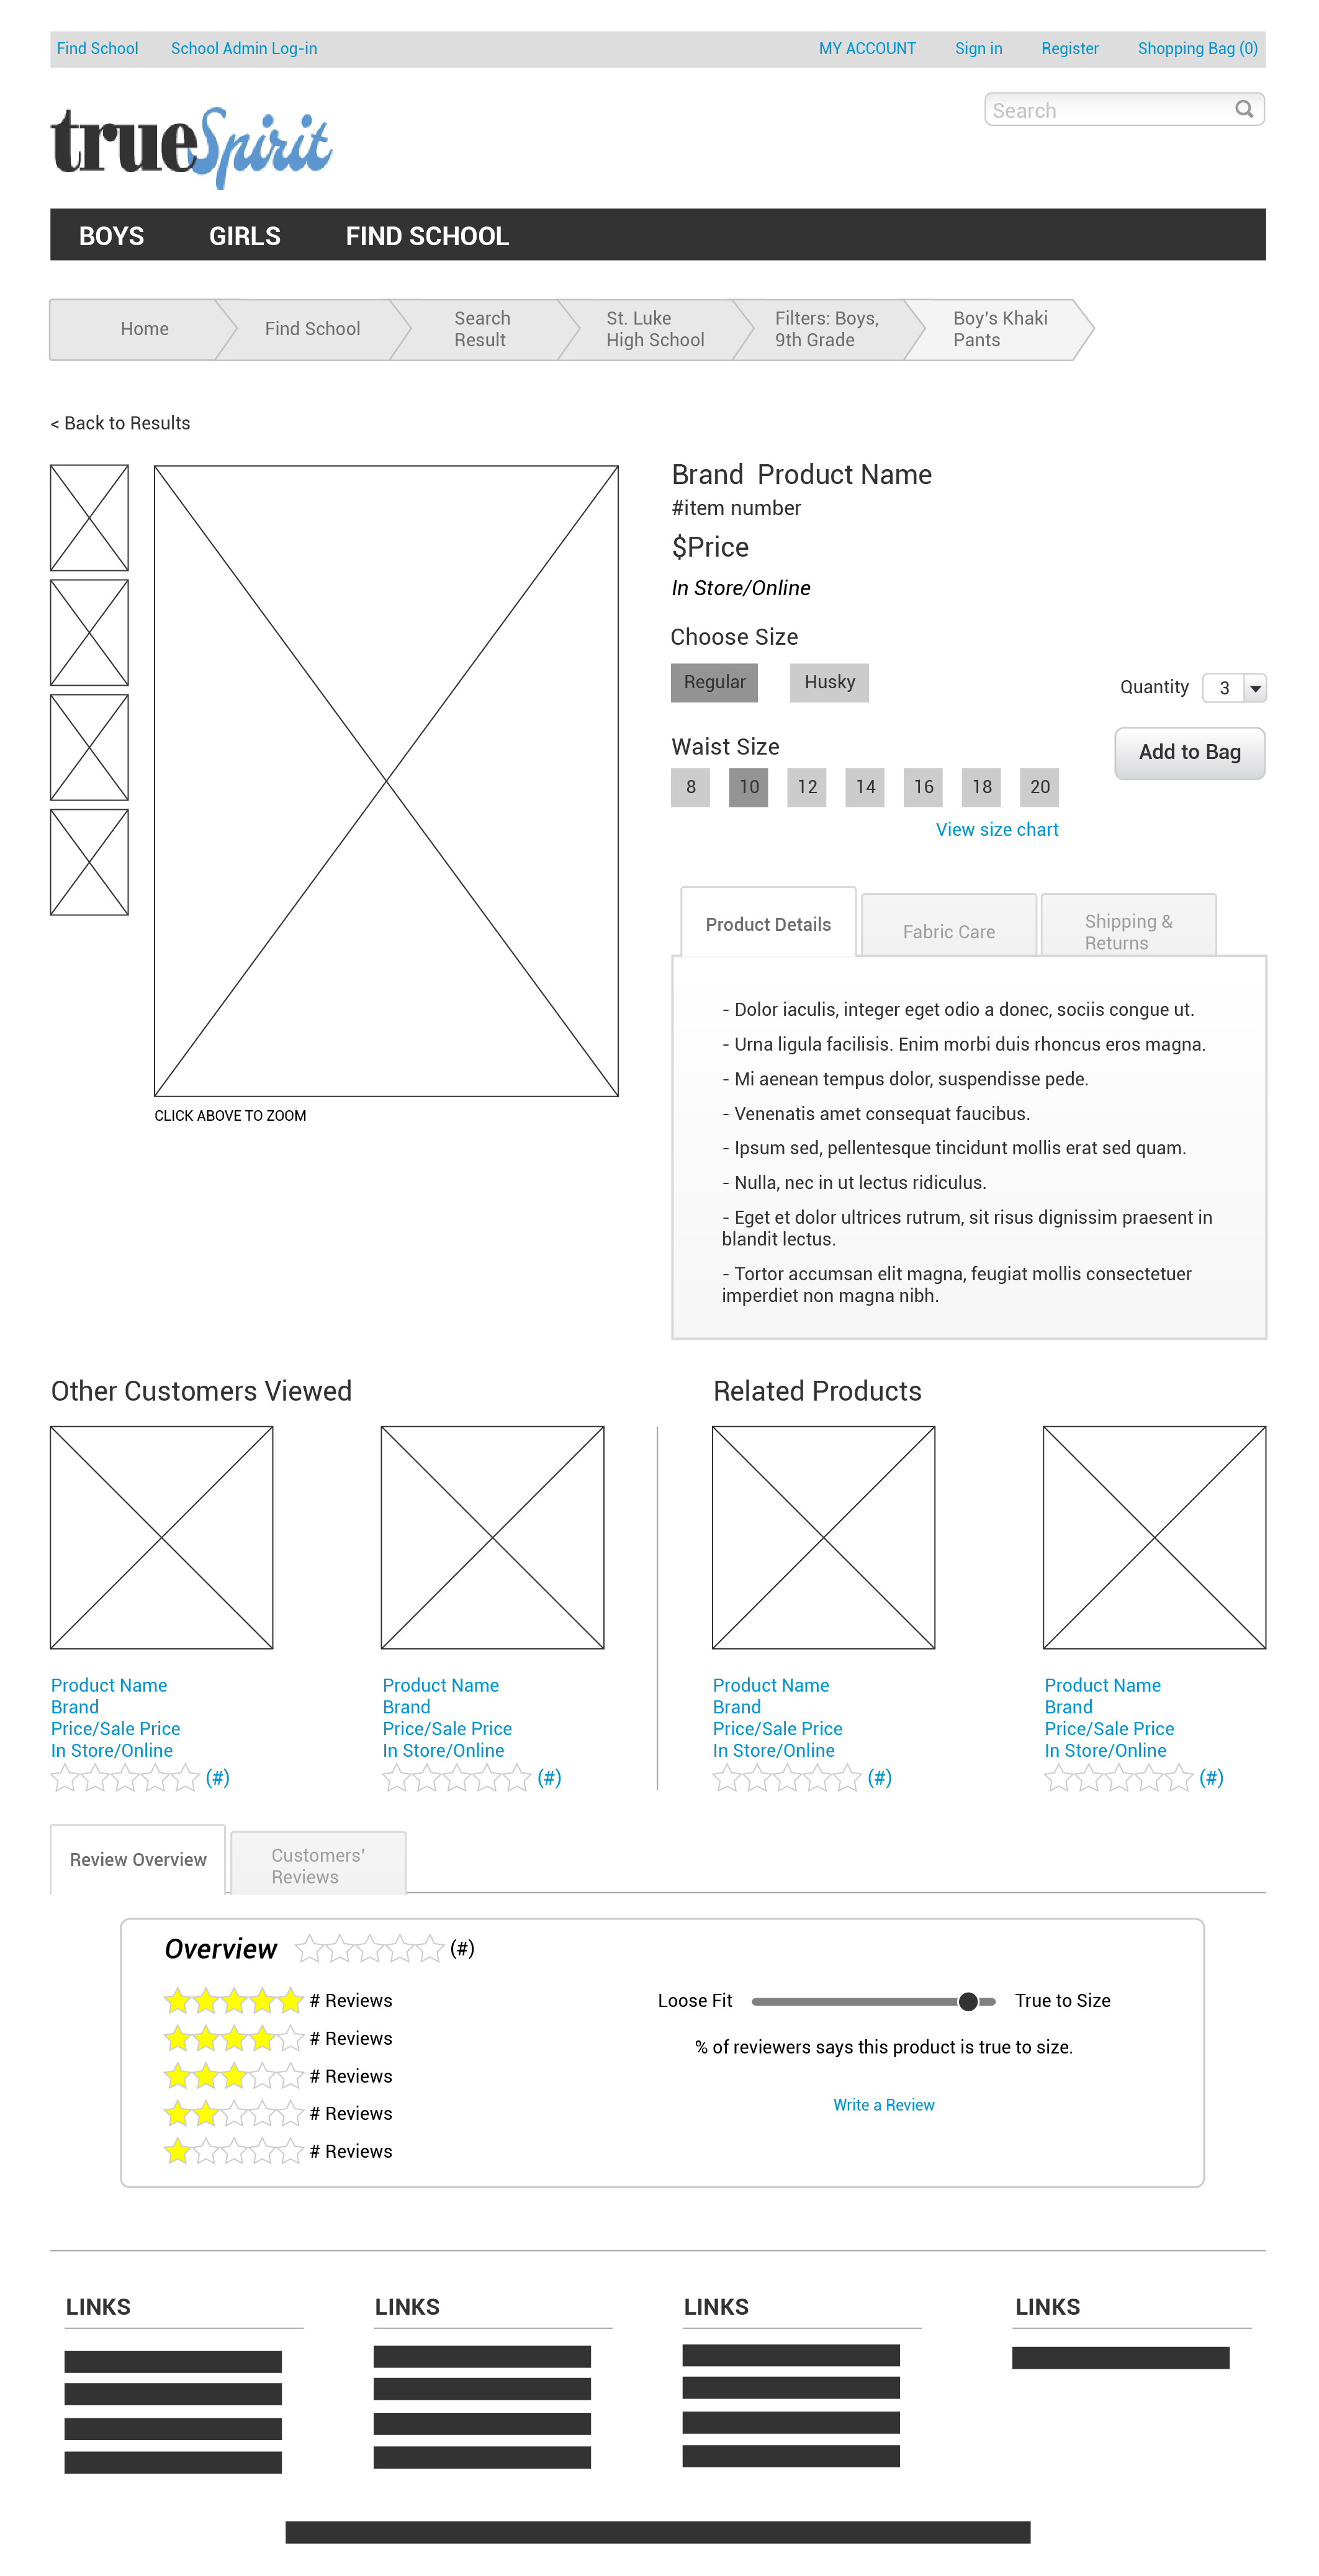 Find School School Admin Log-in MY ACCOUNT Sign in Register Shopping Bag (0)
Search
trueSpirit
BOYS GIRLS FIND SCHOOL
Home
Find School
Search
Result
St. Luke
High School
Filters: Boys,
9th Grade
Boy's Khaki
Pants
< Back to Results
CLICK ABOVE TO ZOOM
Brand Product Name
#item number
$Price
In Store/Online
Choose Size
Regular Husky
Quantity 3
Waist Size
Add to Bag
8 10 12 14 16 18 20
View size chart
Product Details
Fabric Care
Shipping &
Returns
- Dolor iaculis, integer eget odio a donec, sociis congue ut.
- Urna ligula facilisis. Enim morbi duis rhoncus eros magna.
- Mi aenean tempus dolor, suspendisse pede.
- Venenatis amet consequat faucibus.
- Ipsum sed, pellentesque tincidunt mollis erat sed quam.
- Nulla, nec in ut lectus ridiculus.
- Eget et dolor ultrices rutrum, sit risus dignissim praesent in
blandit lectus.
- Tortor accumsan elit magna, feugiat mollis consectetuer
imperdiet non magna nibh.
Other Customers Viewed
Product Name
Brand
Price/Sale Price
In Store/Online
(#)
Product Name
Brand
Price/Sale Price
In Store/Online
(#)
Related Products
Product Name
Brand
Price/Sale Price
In Store/Online
(#)
Product Name
Brand
Price/Sale Price
In Store/Online
(#)
Review Overview
Customers'
Reviews
Overview (#)
# Reviews
# Reviews
# Reviews
# Reviews
# Reviews
Loose Fit True to Size
% of reviewers says this product is true to size.
Write a Review
LINKS LINKS LINKS LINKS